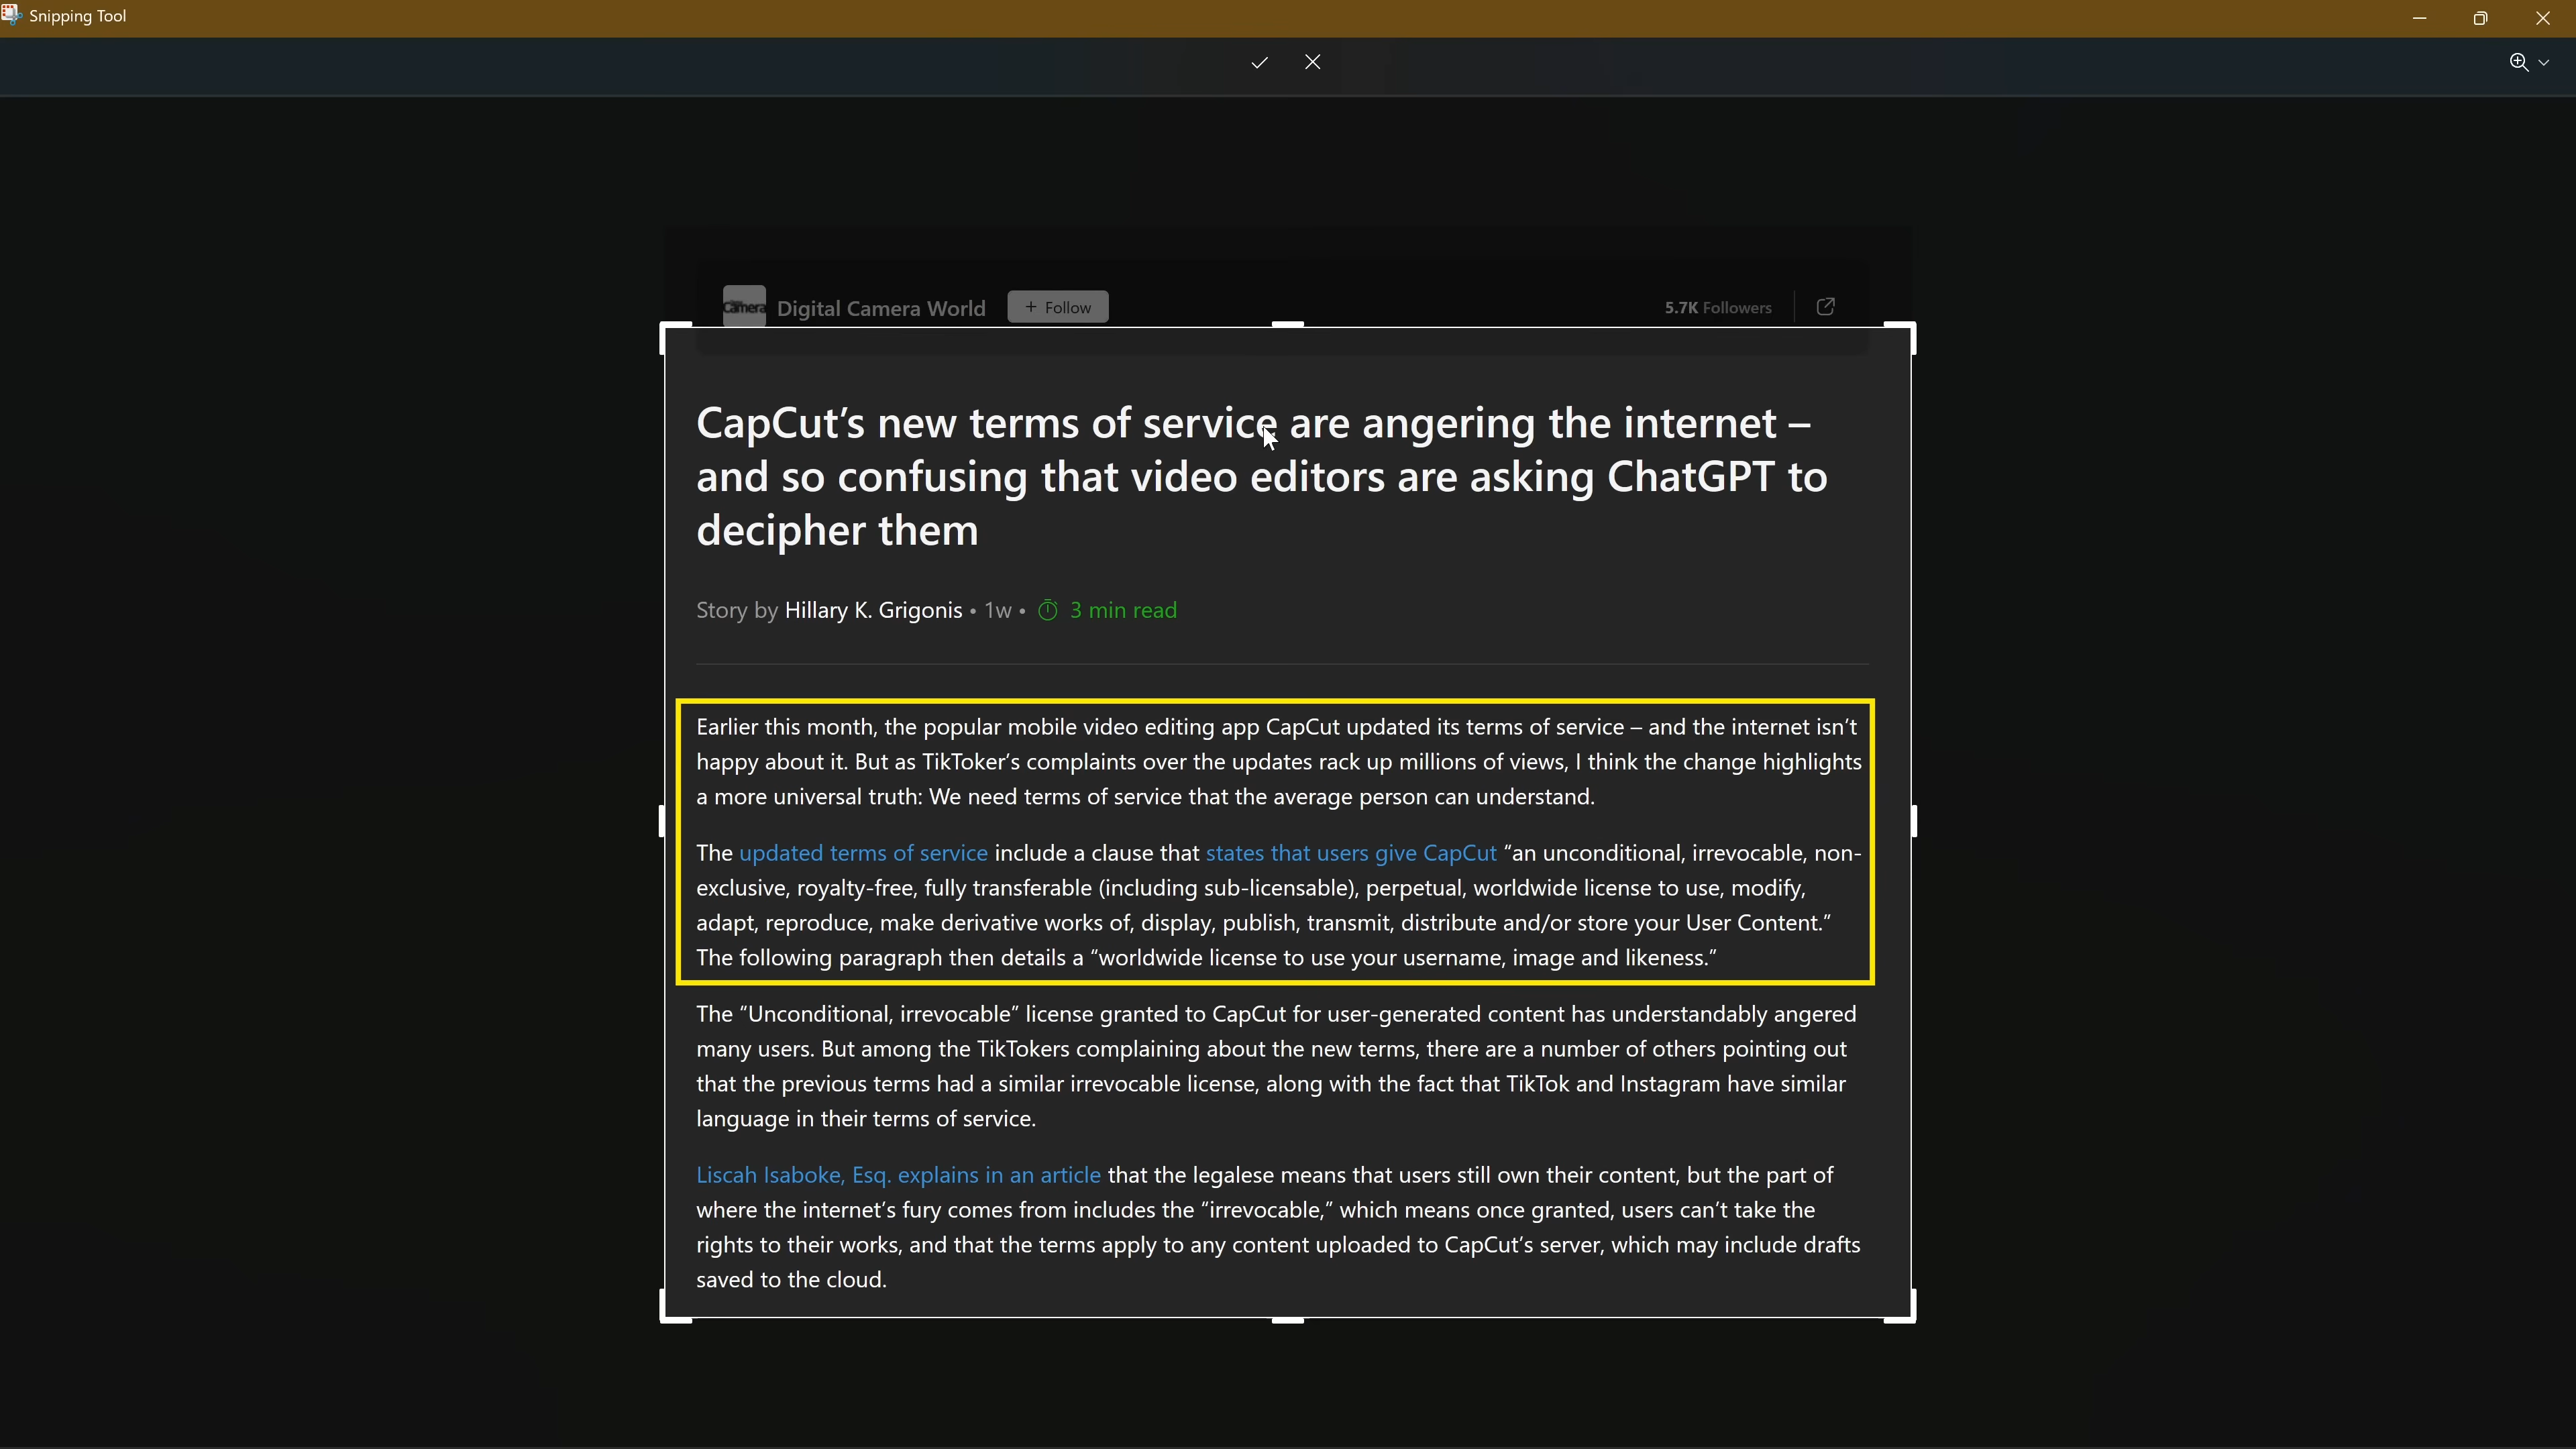 Snipping Tool
Camera
Digital Camera World
+ Follow
5.7K Followers
CapCut’s new terms of service are angering the internet –
and so confusing that video editors are asking ChatGPT to
decipher them
Story by Hillary K. Grigonis • 1w • 3 min read
Earlier this month, the popular mobile video editing app CapCut updated its terms of service – and the internet isn’t
happy about it. But as TikToker’s complaints over the updates rack up millions of views, I think the change highlights
a more universal truth: We need terms of service that the average person can understand.
The updated terms of service include a clause that states that users give CapCut “an unconditional, irrevocable, non-
exclusive, royalty-free, fully transferable (including sub-licensable), perpetual, worldwide license to use, modify,
adapt, reproduce, make derivative works of, display, publish, transmit, distribute and/or store your User Content.”
The following paragraph then details a “worldwide license to use your username, image and likeness.”
The “Unconditional, irrevocable” license granted to CapCut for user-generated content has understandably angered
many users. But among the TikTokers complaining about the new terms, there are a number of others pointing out
that the previous terms had a similar irrevocable license, along with the fact that TikTok and Instagram have similar
language in their terms of service.
Liscah Isaboke, Esq. explains in an article that the legalese means that users still own their content, but the part of
where the internet’s fury comes from includes the “irrevocable,” which means once granted, users can’t take the
rights to their works, and that the terms apply to any content uploaded to CapCut’s server, which may include drafts
saved to the cloud.